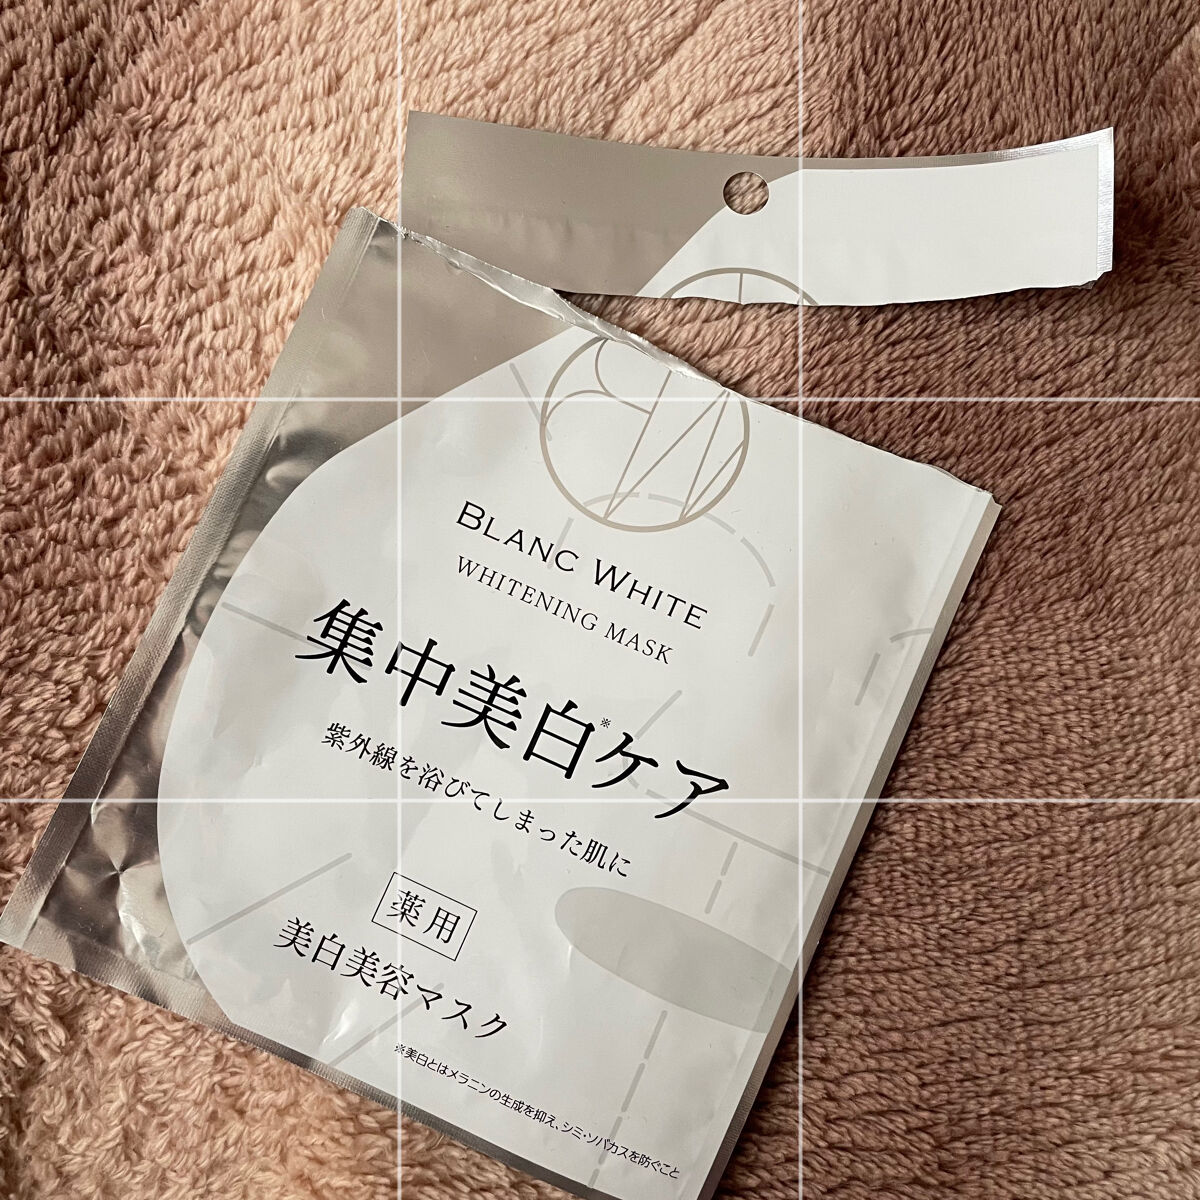 BLANC WHITE
WHITENING MASK
集中美白※ケア
紫外線を浴びてしまった肌に
薬用
美白美容マスク
※美白とはメラニンの生成を抑え、シミ・ソバカスを防ぐこと